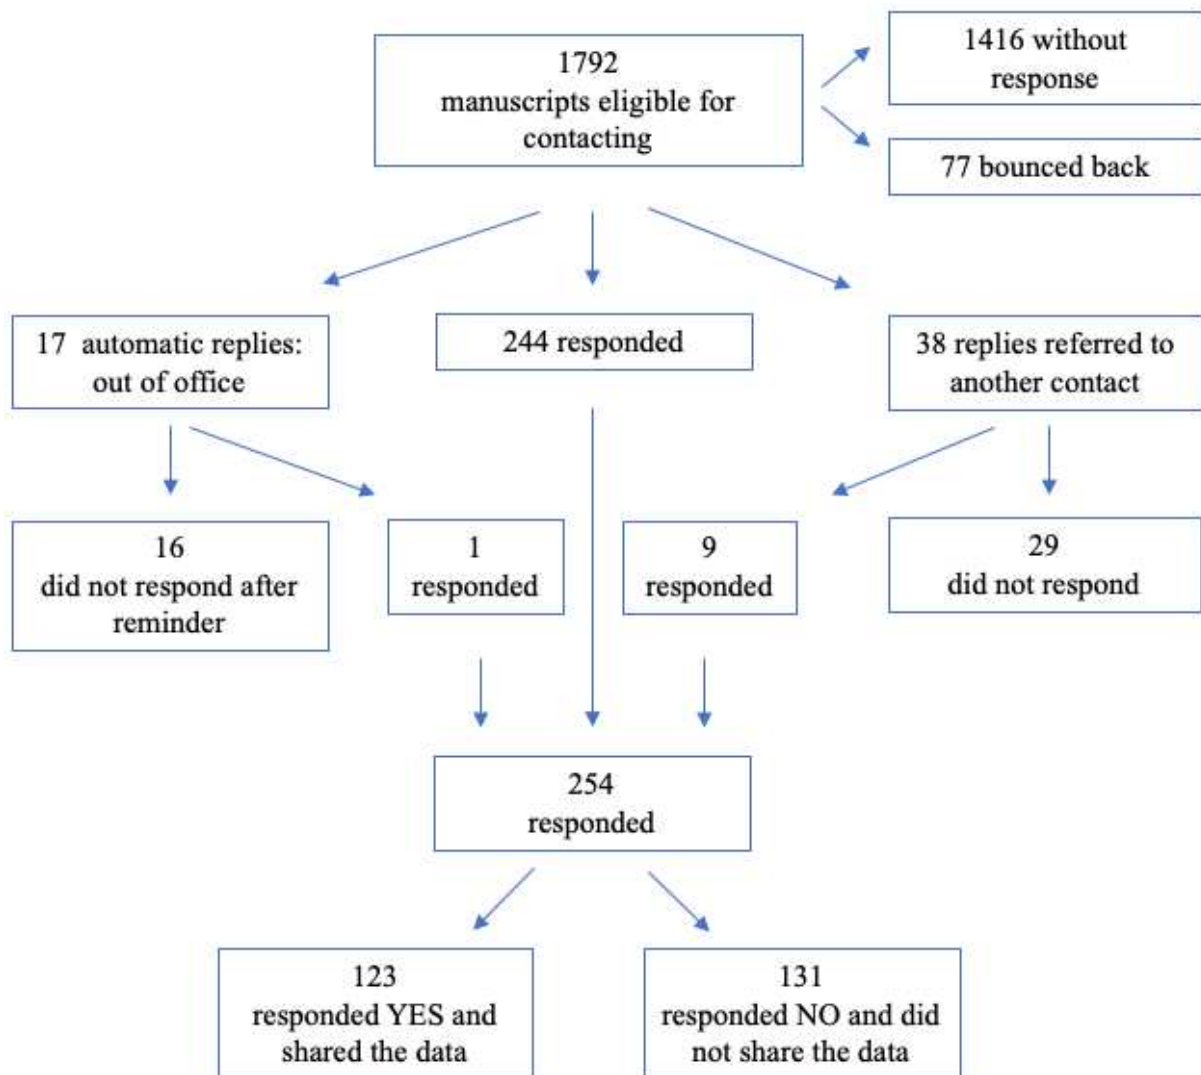 1792
manuscripts eligible for
contacting
1416 without
response
77 bounced back
17 automatic replies:
out of office
244 responded
38 replies referred to
another contact
16
did not respond after
reminder
1
responded
9
responded
29
did not respond
254
responded
123
responded YES and
shared the data
131
responded NO and did
not share the data